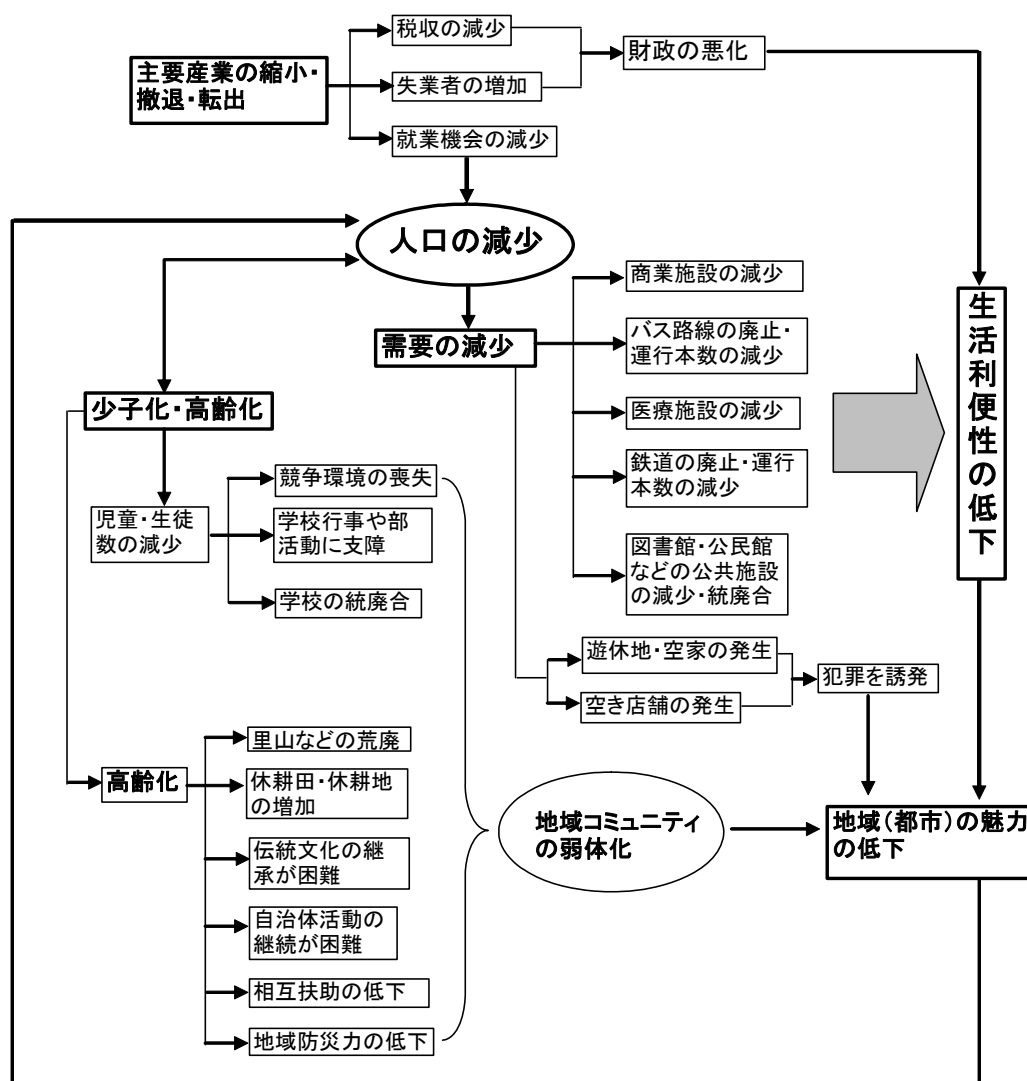 税収の減少
主要産業の縮小・
撤退・転出
失業者の増加
財政の悪化
就業機会の減少
人口の減少
商業施設の減少
需要の減少
バス路線の廃止・
運行本数の減少
医療施設の減少
鉄道の廃止・運行
本数の減少
図書館・公民館
などの公共施設
の減少・統廃合
生活利便性の低下
少子化・高齢化
児童・生徒
数の減少
競争環境の喪失
学校行事や部
活動に支障
学校の統廃合
遊休地・空家の発生
空き店舗の発生
犯罪を誘発
高齢化
里山などの荒廃
休耕田・休耕地
の増加
伝統文化の継
承が困難
自治体活動の
継続が困難
相互扶助の低下
地域防災力の低下
地域コミュニティ
の弱体化
地域(都市)の魅力
の低下